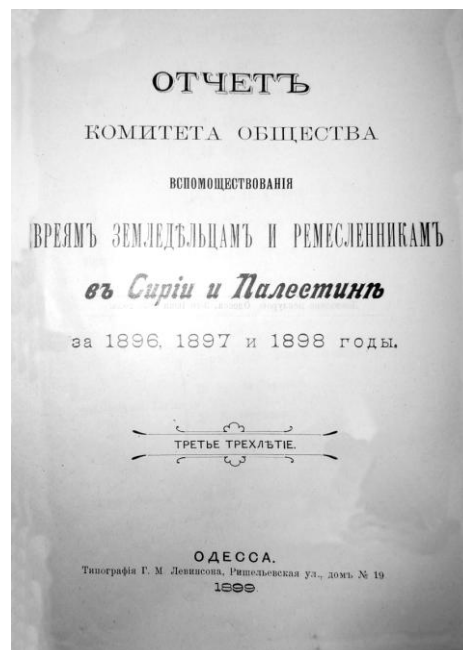 ОТЧЕТЪ
КОМИТЕТА ОБЩЕСТВА
ВСПОМОЩЕСТВОВАНІЯ
ВРЕЯМЪ ЗЕМЛЕДѢЛЬЦАМЪ И РЕМЕСЛЕННИКАМЪ
въ Сиріи и Палестинѣ
за 1896, 1897 и 1898 годы.
ТРЕТЬЕ ТРЕХЛѢТІЕ.
ОДЕССА.
Типографія Г. М Левинсона, Ришельевская ул., домъ № 19
1899